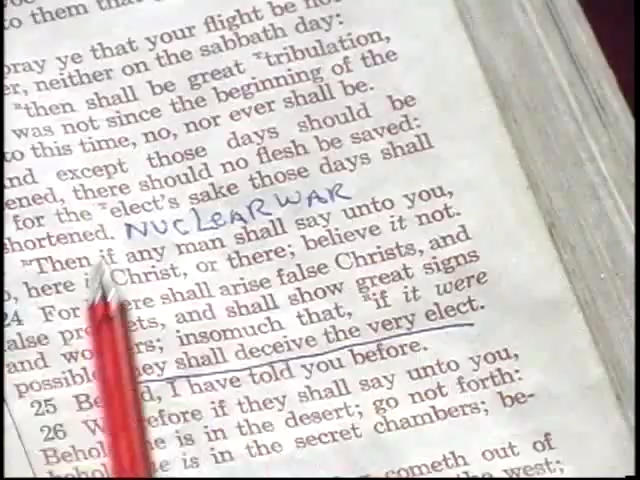 to them that
pray ye that your flight be not
er, neither on the sabbath day:
then shall be great tribulation,
was not since the beginning of the
to this time, no, nor ever shall be.
nd except those days should be
ened, there should no flesh be saved:
for the elect's sake those days shall
shortened. NUCLEAR WAR
Then if any man shall say unto you,
o, here Christ, or there; believe it not.
24 For ere shall arise false Christs, and
alse pr ets, and shall show great signs
and wo rs; insomuch that, if it were
possibl ey shall deceive the very elect.
25 Be d, I have told you before.
26 W efore if they shall say unto you,
Behol e is in the desert; go not forth:
behol e is in the secret chambers; be-
cometh out of
the west;